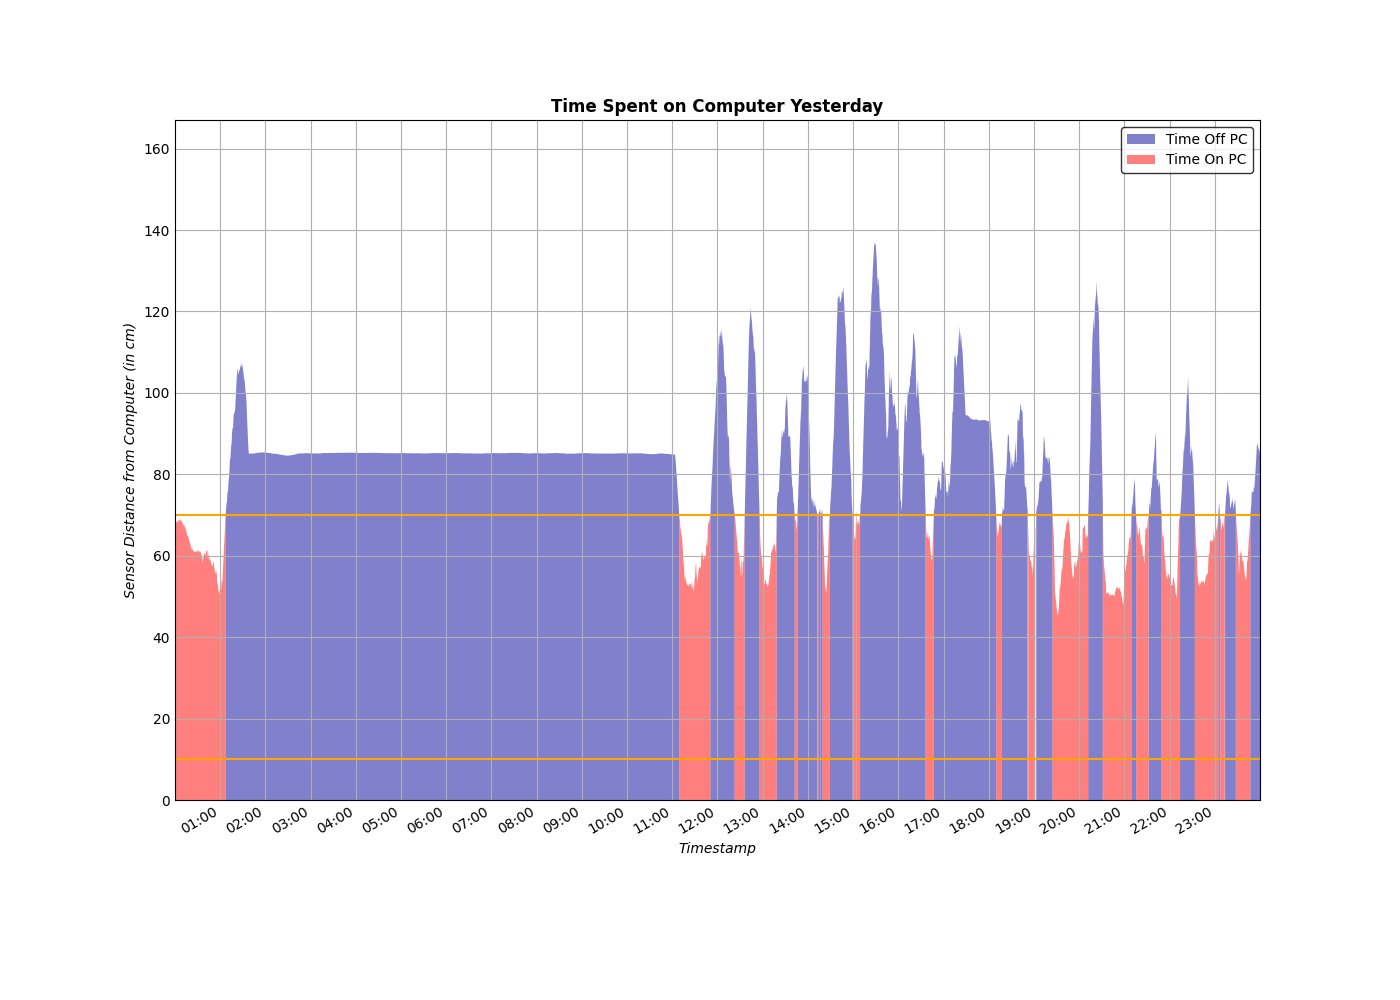 Time Spent on Computer Yesterday
Time Off PC
Time On PC
Sensor Distance from Computer (in cm)
160
140
120
100
80
60
40
20
0
01:00 02:00 03:00 04:00 05:00 06:00 07:00 08:00 09:00 10:00 11:00 12:00 13:00 14:00 15:00 16:00 17:00 18:00 19:00 20:00 21:00 22:00 23:00
Timestamp